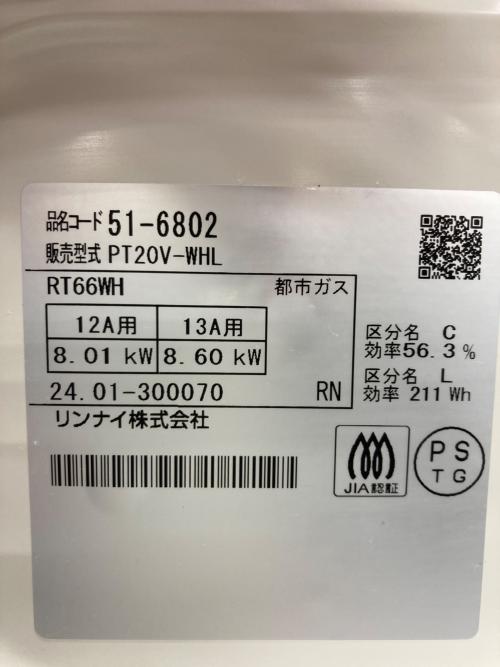 品名コード 51-6802
販売型式 PT20V-WHL
RT66WH 都市ガス
12A用 13A用
8.01 kW 8.60 kW
区分名 C
効率56.3 %
区分名 L
効率 211 Wh
24.01-300070 RN
リンナイ株式会社
JIA認証
PS
TG